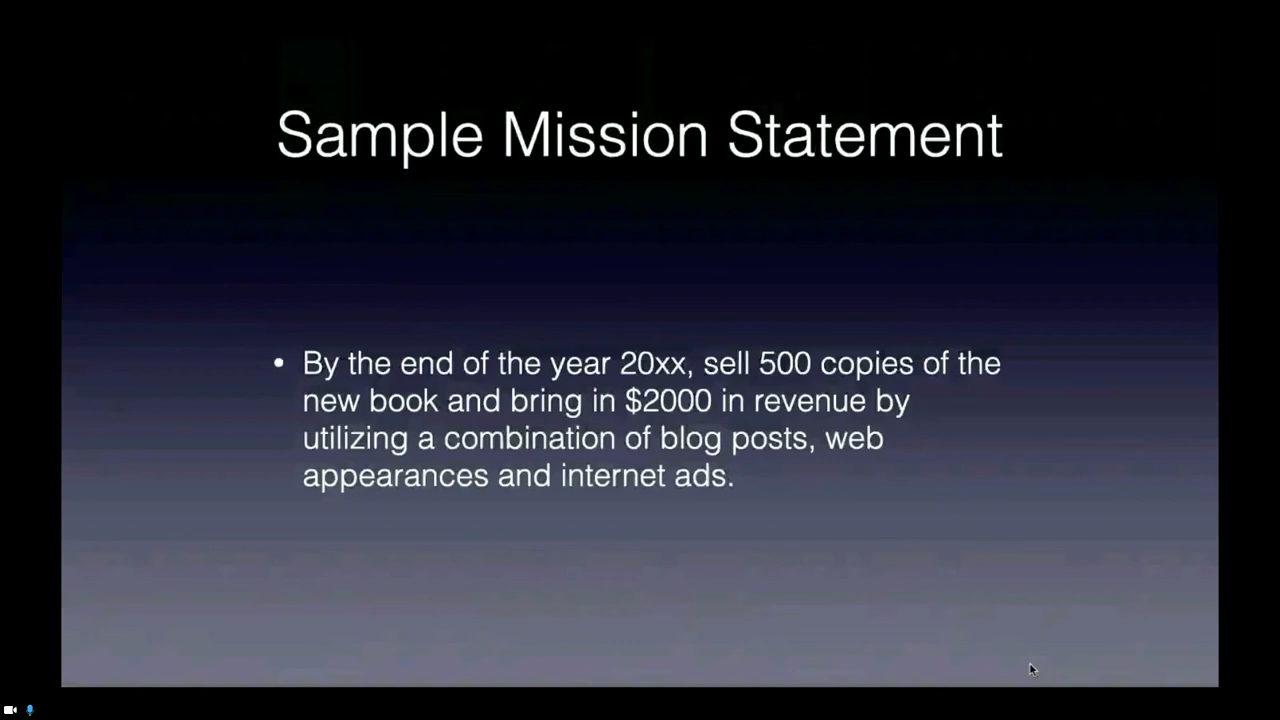 Sample Mission Statement
• By the end of the year 20xx, sell 500 copies of the
new book and bring in $2000 in revenue by
utilizing a combination of blog posts, web
appearances and internet ads.